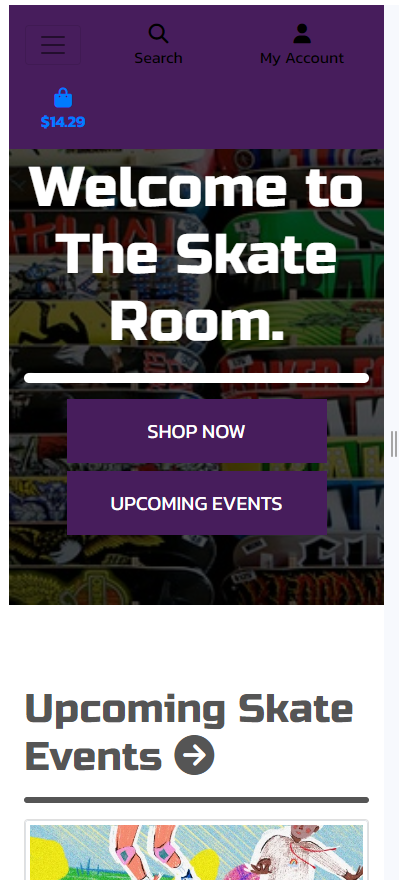 Search
My Account
$14.29
Welcome to
The Skate
Room.
SHOP NOW
UPCOMING EVENTS
Upcoming Skate
Events